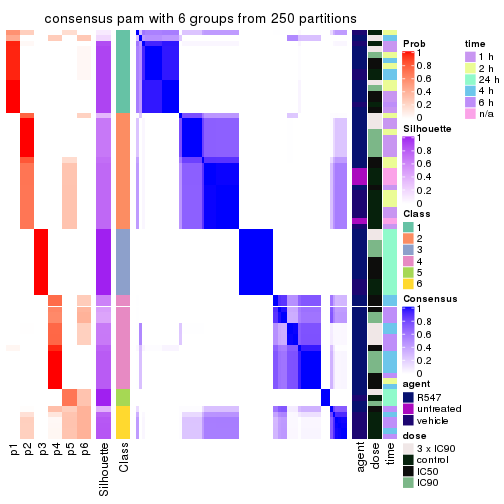 consensus pam with 6 groups from 250 partitions
Prob
1
0.8
0.6
0.4
0.2
0
time
1 h
2 h
24 h
4 h
6 h
n/a
Silhouette
1
0.8
0.6
0.4
0.2
0
Class
1
2
3
4
5
6
Consensus
1
0.8
0.6
0.4
0.2
0
agent
R547
untreated
vehicle
dose
3 x IC90
control
IC50
IC90
p1
p2
p3
p4
p5
p6
Silhouette
Class
agent
dose
time